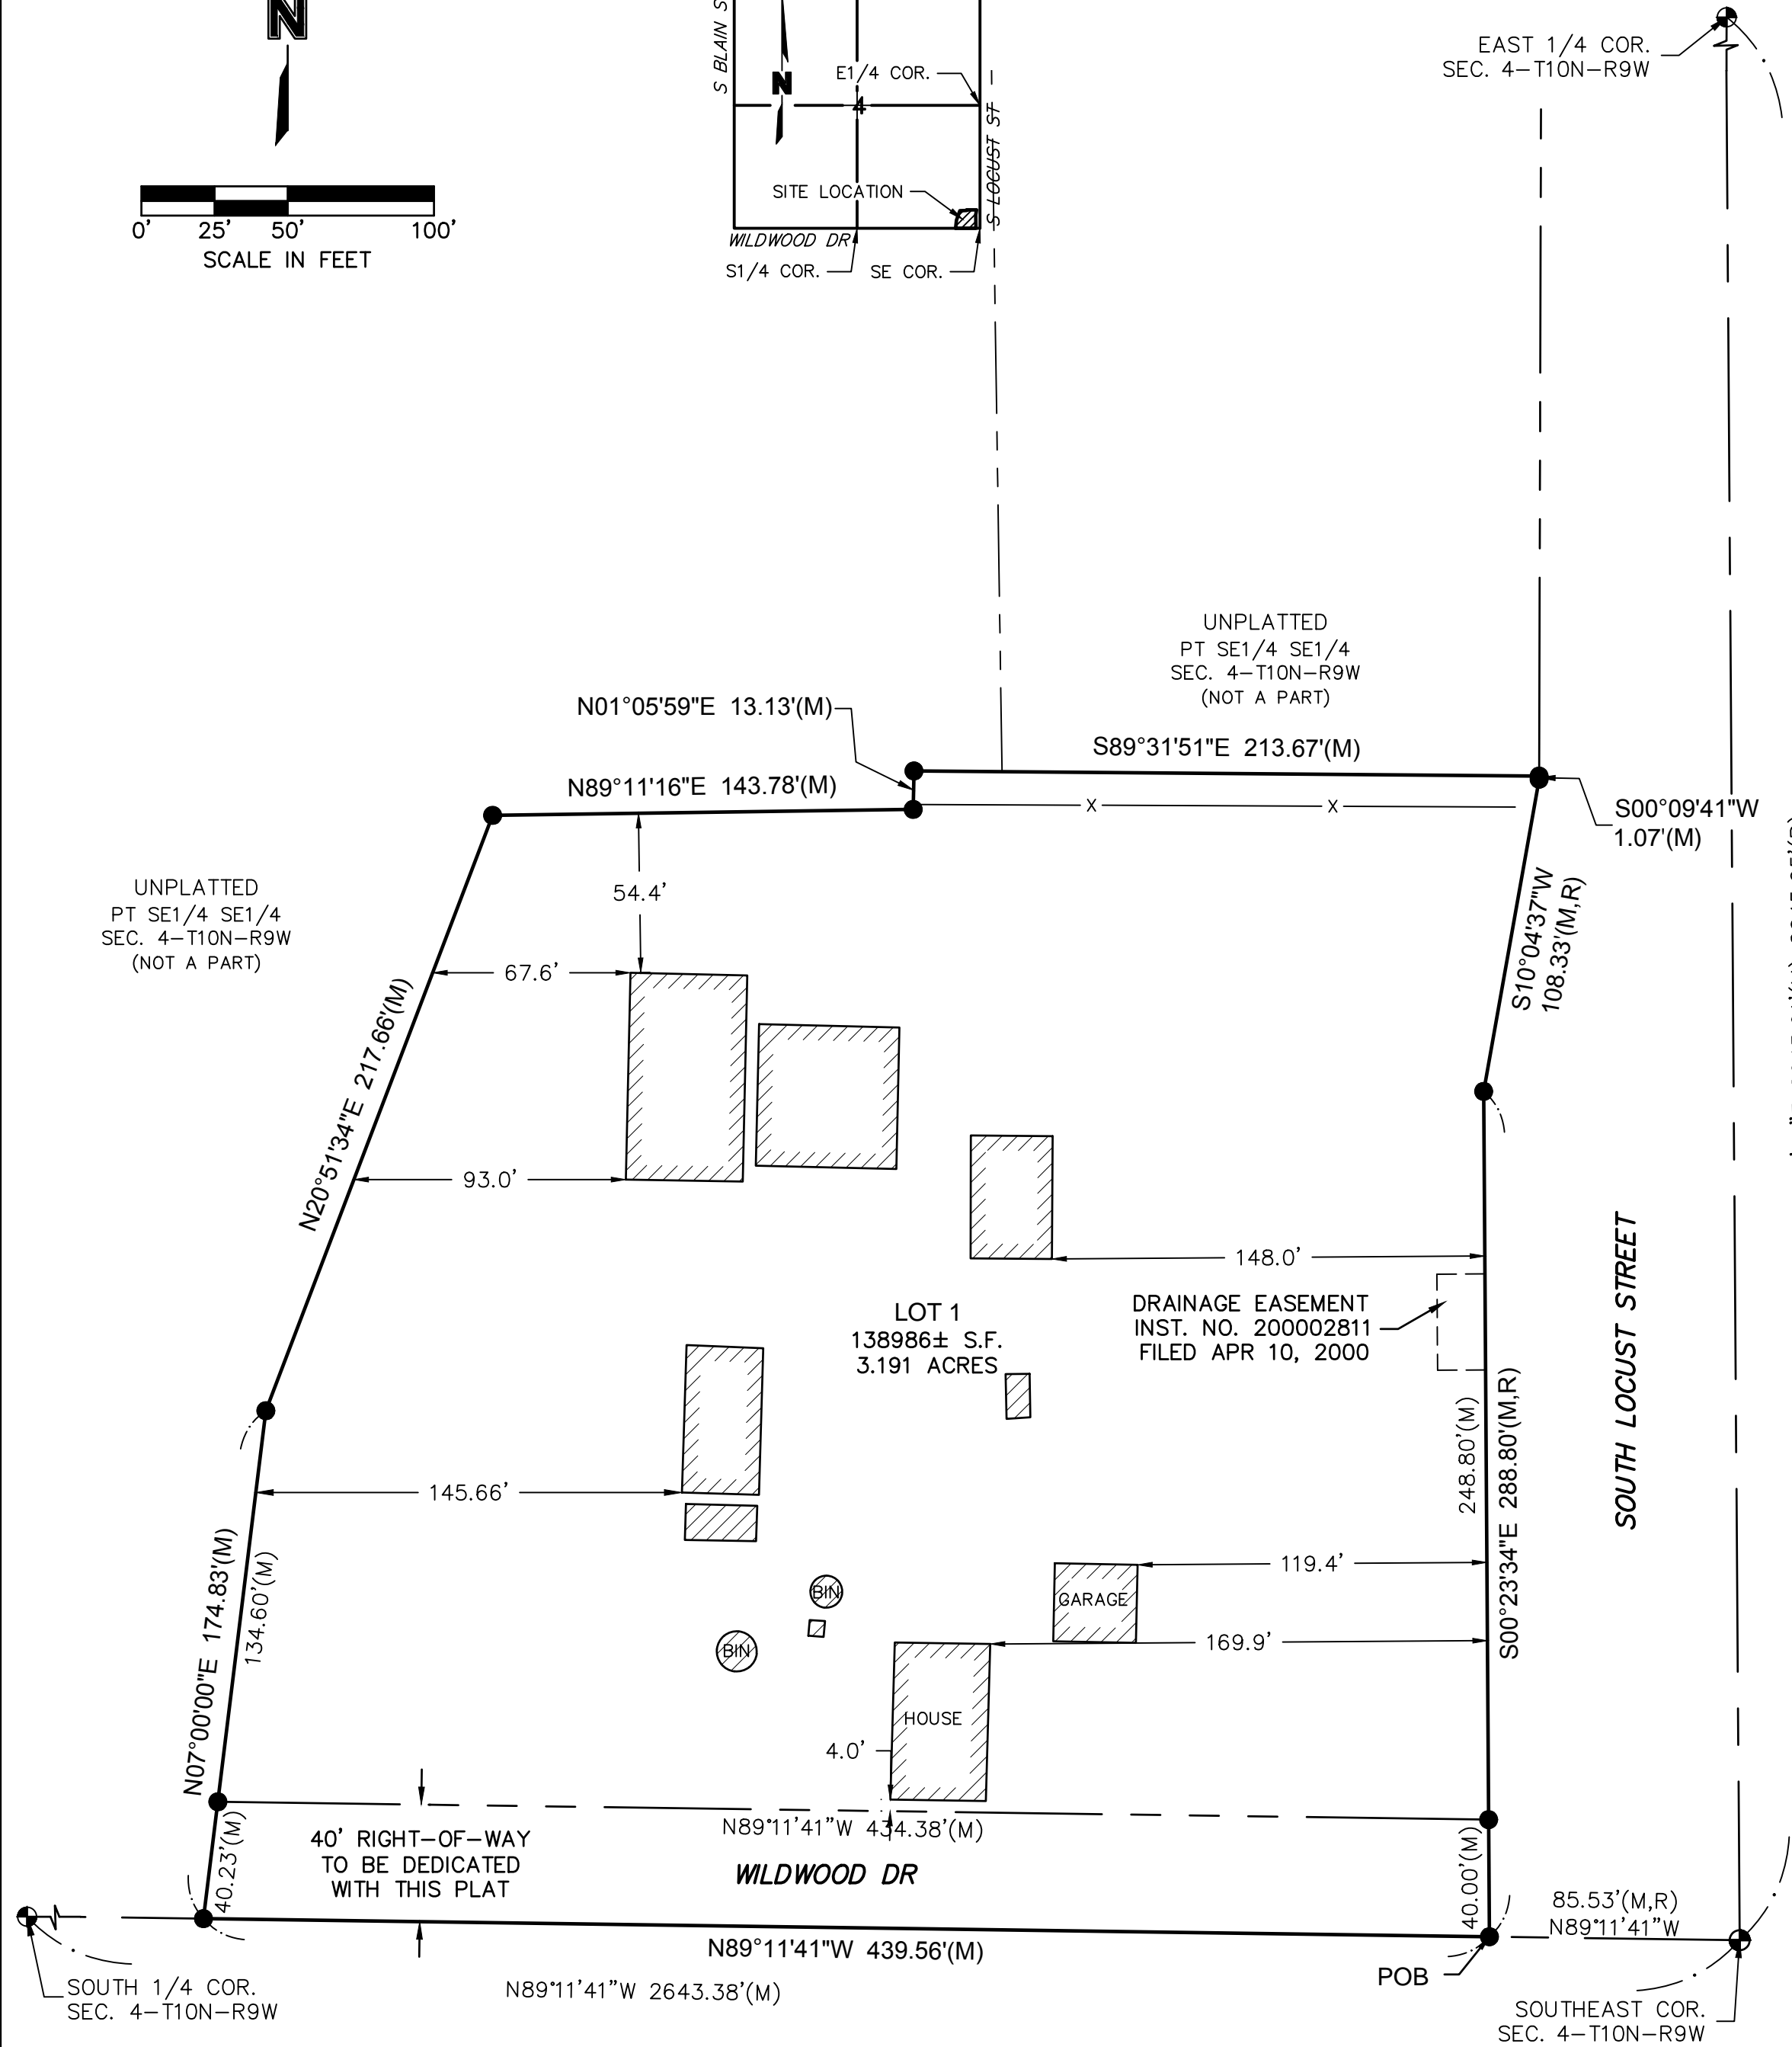 N
0' 25' 50' 100'
SCALE IN FEET
S BLAIN S
N
E1/4 COR.
4
S LOCUST ST
SITE LOCATION
WILDWOOD DR
S1/4 COR.
SE COR.
EAST 1/4 COR.
SEC. 4-T10N-R9W
UNPLATTED
PT SE1/4 SE1/4
SEC. 4-T10N-R9W
(NOT A PART)
N01°05'59"E 13.13'(M)
S89°31'51"E 213.67'(M)
N89°11'16"E 143.78'(M)
X X
S00°09'41"W
1.07'(M)
UNPLATTED
PT SE1/4 SE1/4
SEC. 4-T10N-R9W
(NOT A PART)
54.4'
67.6'
S10°04'37"W
108.33'(M,R)
N20°51'34"E 217.66'(M)
93.0'
148.0'
LOT 1
138986± S.F.
3.191 ACRES
DRAINAGE EASEMENT
INST. NO. 200002811
FILED APR 10, 2000
SOUTH LOCUST STREET
248.80'(M)
S00°23'34"E 288.80'(M,R)
145.66'
N07°00'00"E 174.83'(M)
134.60'(M)
119.4'
BIN
GARAGE
169.9'
BIN
HOUSE
4.0'
N89°11'41"W 434.38'(M)
40' RIGHT-OF-WAY
TO BE DEDICATED
WITH THIS PLAT
WILDWOOD DR
40.23'(M)
40.00'(M)
85.53'(M,R)
N89°11'41"W
N89°11'41"W 439.56'(M)
POB
SOUTH 1/4 COR.
SEC. 4-T10N-R9W
N89°11'41"W 2643.38'(M)
SOUTHEAST COR.
SEC. 4-T10N-R9W